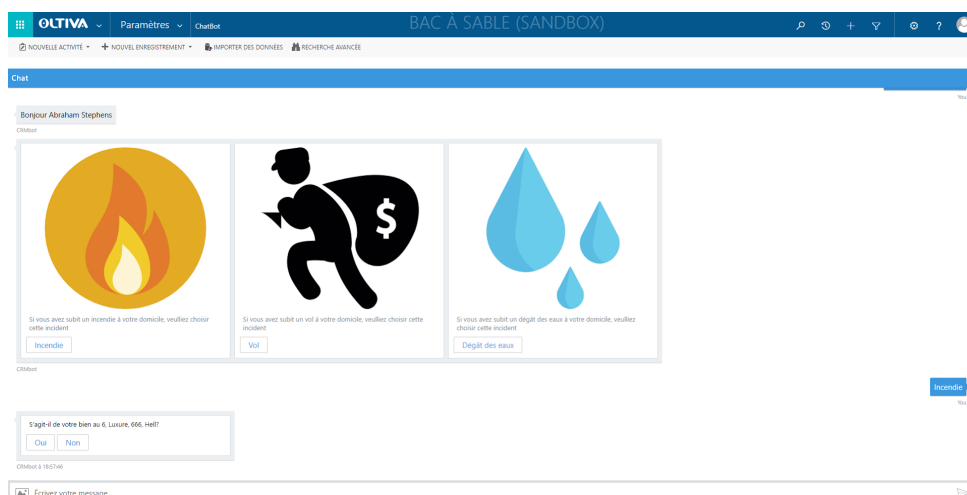 OLTIVA Paramètres ChatBot BAC À SABLE (SANDBOX) ?
NOUVELLE ACTIVITÉ NOUVEL ENREGISTREMENT IMPORTER DES DONNÉES RECHERCHE AVANCÉE
Chat
You
Bonjour Abraham Stephens
CRMbot
$
Si vous avez subit un incendie à votre domicile, veulliez choisir
cette incident
Incendie
Si vous avez subit un vol à votre domicile, veulliez choisir cette
incident
Vol
Si vous avez subit un dégât des eaux à votre domicile, veulliez
choisir cette incident
Dégât des eaux
CRMbot
Incendie
You
S'agit-il de votre bien au 6, Luxure, 666, Hell?
Oui Non
CRMbot à 18:57:46
Écrivez votre message